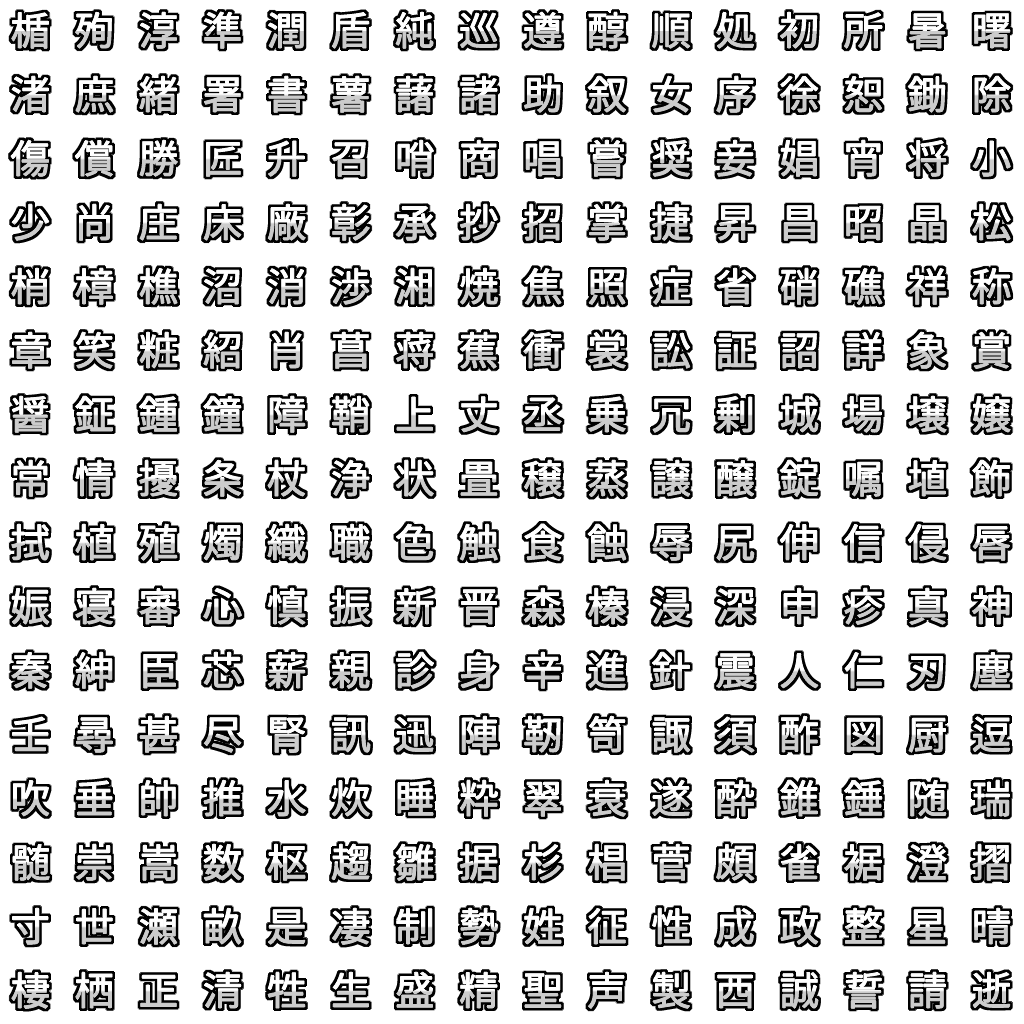 楯殉淳準潤盾純巡遵醇順処初所暑曙
渚庶緒署書薯藷諸助叙女序徐恕鋤除
傷償勝匠升召哨商唱嘗奨妾娼宵将小
少尚庄床廠彰承抄招掌捷昇昌昭晶松
梢樟樵沼消渉湘焼焦照症省硝礁祥称
章笑粧紹肖菖蒋蕉衝裳訟証詔詳象賞
醤鉦鍾鐘障鞘上丈丞乗冗剰城場壌嬢
常情擾条杖浄状畳穣蒸譲醸錠嘱埴飾
拭植殖燭織職色触食蝕辱尻伸信侵唇
娠寝審心慎振新晋森榛浸深申疹真神
秦紳臣芯薪親診身辛進針震人仁刃塵
壬尋甚尽腎訊迅陣靭笥諏須酢図厨逗
吹垂帥推水炊睡粋翠衰遂酔錐錘随瑞
髄崇嵩数枢趨雛据杉椙菅頗雀裾澄摺
寸世瀬畝是凄制勢姓征性成政整星晴
棲栖正清牲生盛精聖声製西誠誓請逝